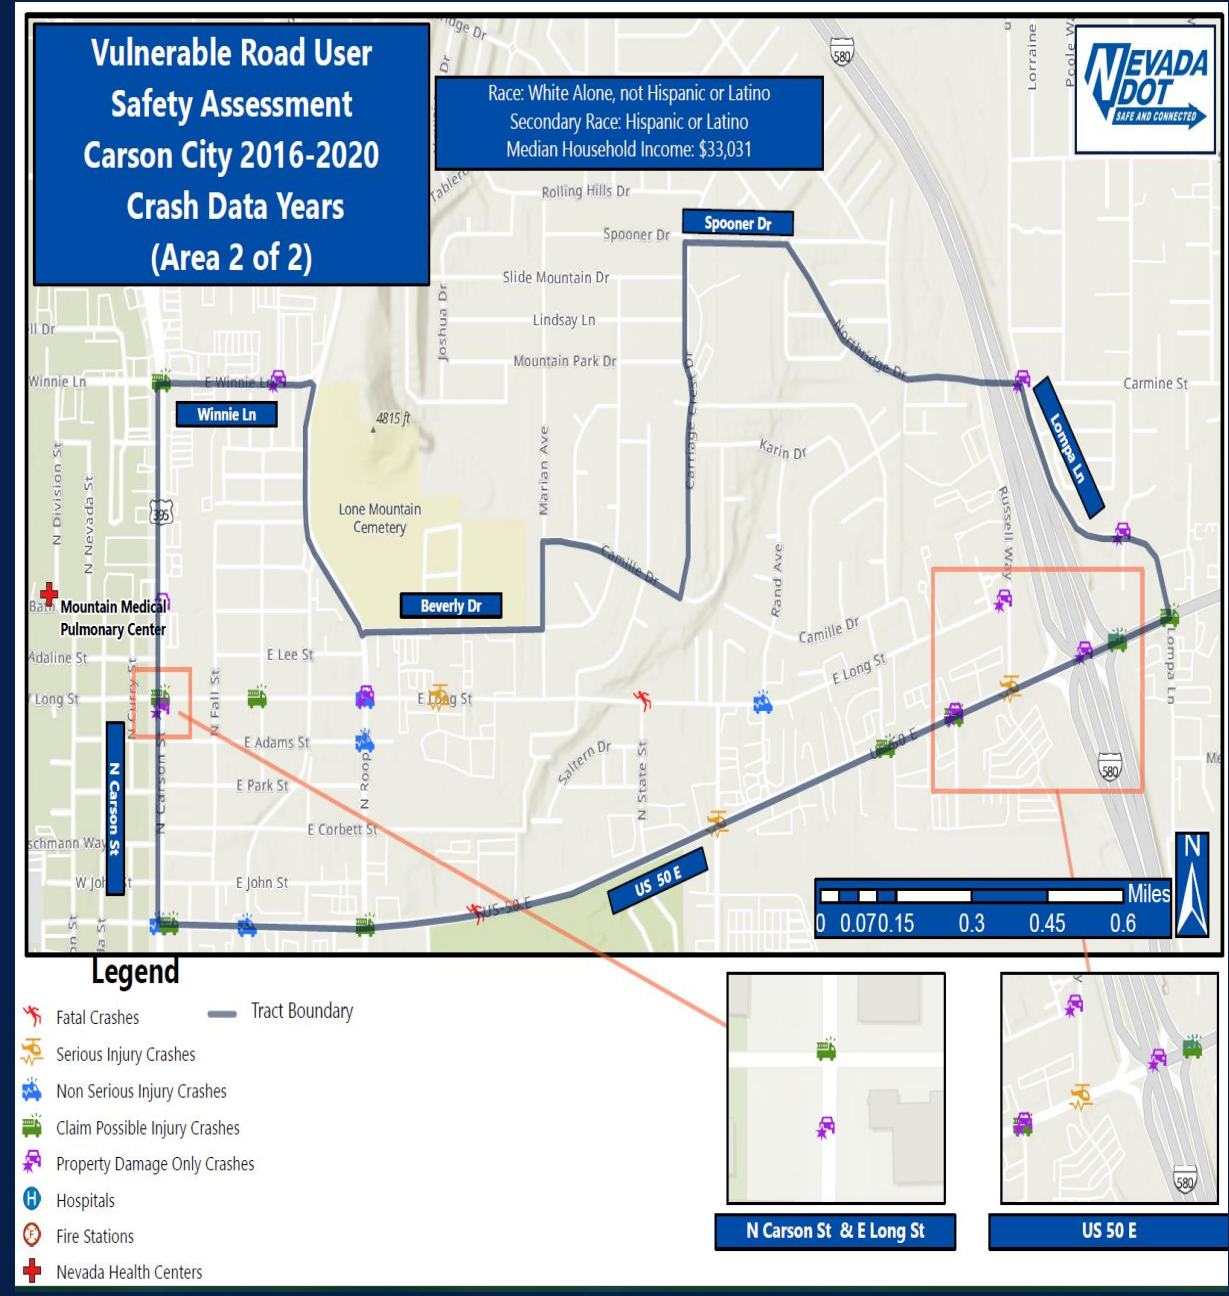 Vulnerable Road User
Safety Assessment
Carson City 2016-2020
Crash Data Years
(Area 2 of 2)
Race: White Alone, not Hispanic or Latino
Secondary Race: Hispanic or Latino
Median Household Income: $33,031
NEVADA
DOT
SAFE AND CONNECTED
580
Lorraine
Rolling Hills Dr
Spooner Dr
Spooner Dr
Slide Mountain Dr
Joshua Dr
Lindsay Ln
Mountain Park Dr
Northbridge Dr
Winnie Ln
E Winnie Ln
Winnie Ln
Carmine St
4815 ft
Carriage Crest Dr
Lompa Ln
Karin Dr
Marian Ave
N Division St
N Nevada St
395
Lone Mountain
Cemetery
Russell Way
Camille Dr
Rand Ave
Beverly Dr
Mountain Medical
Pulmonary Center
Camille Dr
Adaline St
E Lee St
E Long St
Lompa Ln
Long St
N Curry St
N Fall St
E Long St
E Adams St
Saltern Dr
N State St
N Carson St
N Carson St
E Park St
N Roop
580
E Corbett St
W John St
E John St
US 50 E
US-50 E
N
Miles
0 0.07 0.15 0.3 0.45 0.6
Legend
Fatal Crashes
Tract Boundary
Serious Injury Crashes
Non Serious Injury Crashes
Claim Possible Injury Crashes
Property Damage Only Crashes
H Hospitals
F Fire Stations
Nevada Health Centers
580
N Carson St & E Long St
US 50 E